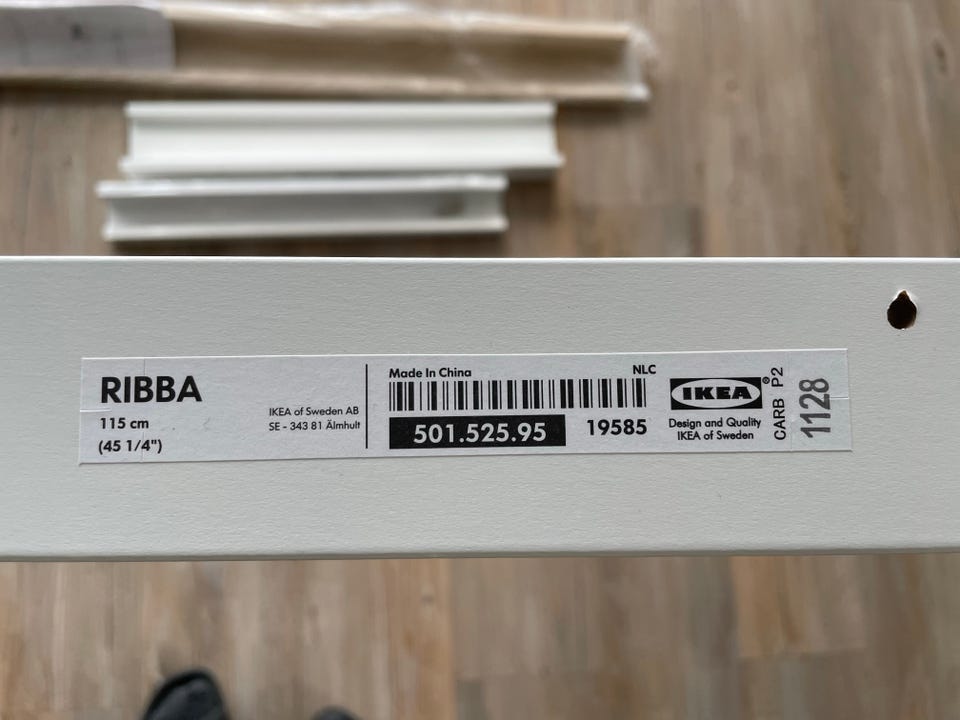 RIBBA
115 cm
(45 1/4")
IKEA of Sweden AB
SE - 343 81 Älmhult
Made In China
NLC
501.525.95
19585
IKEA®
Design and Quality
IKEA of Sweden
CARB P2
1128